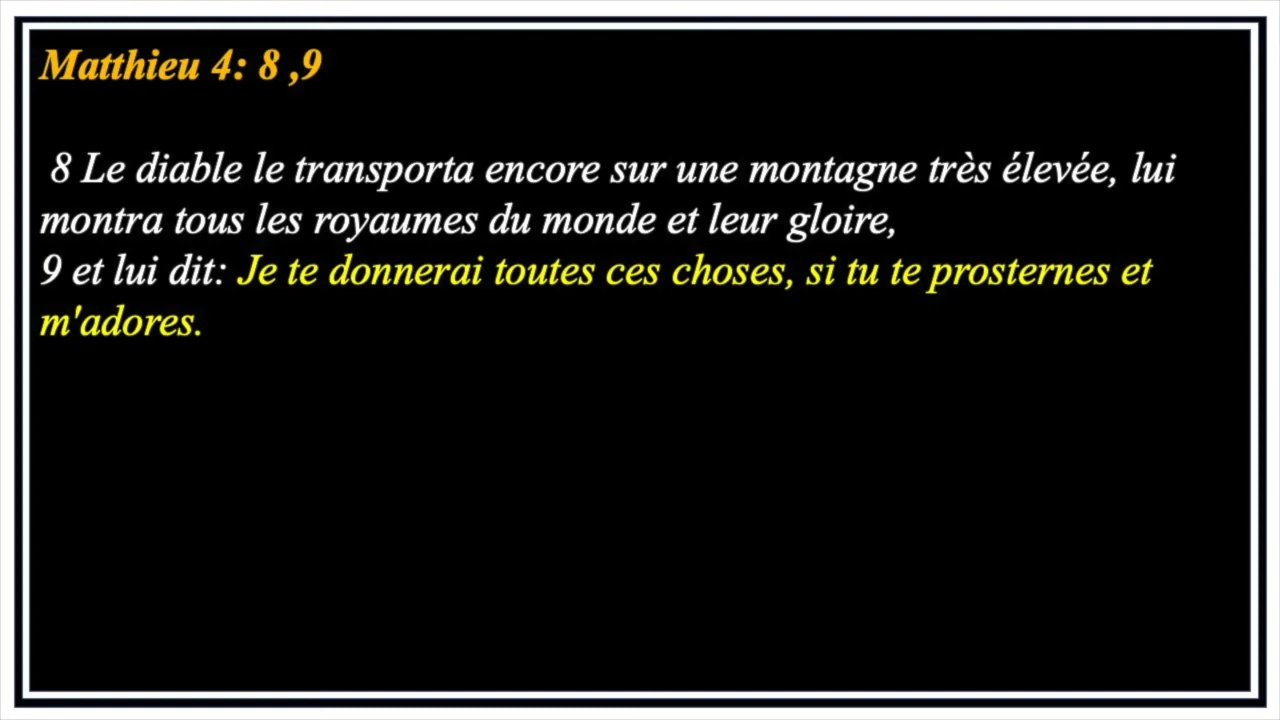 Matthieu 4: 8 ,9
8 Le diable le transporta encore sur une montagne très élevée, lui
montra tous les royaumes du monde et leur gloire,
9 et lui dit: Je te donnerai toutes ces choses, si tu te prosternes et
m'adores.